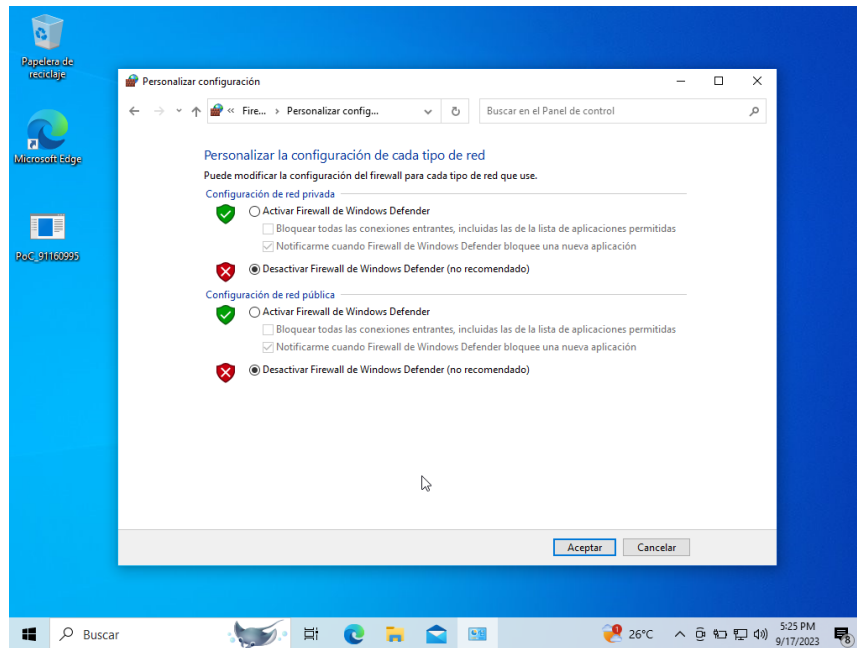 Papelera de
reciclaje
Microsoft Edge
PoC_91160995
Personalizar configuración
« Fire... › Personalizar config...
Buscar en el Panel de control
Personalizar la configuración de cada tipo de red
Puede modificar la configuración del firewall para cada tipo de red que use.
Configuración de red privada
Activar Firewall de Windows Defender
Bloquear todas las conexiones entrantes, incluidas las de la lista de aplicaciones permitidas
Notificarme cuando Firewall de Windows Defender bloquee una nueva aplicación
Desactivar Firewall de Windows Defender (no recomendado)
Configuración de red pública
Activar Firewall de Windows Defender
Bloquear todas las conexiones entrantes, incluidas las de la lista de aplicaciones permitidas
Notificarme cuando Firewall de Windows Defender bloquee una nueva aplicación
Desactivar Firewall de Windows Defender (no recomendado)
Aceptar
Cancelar
Buscar
26°C
5:25 PM
9/17/2023
8